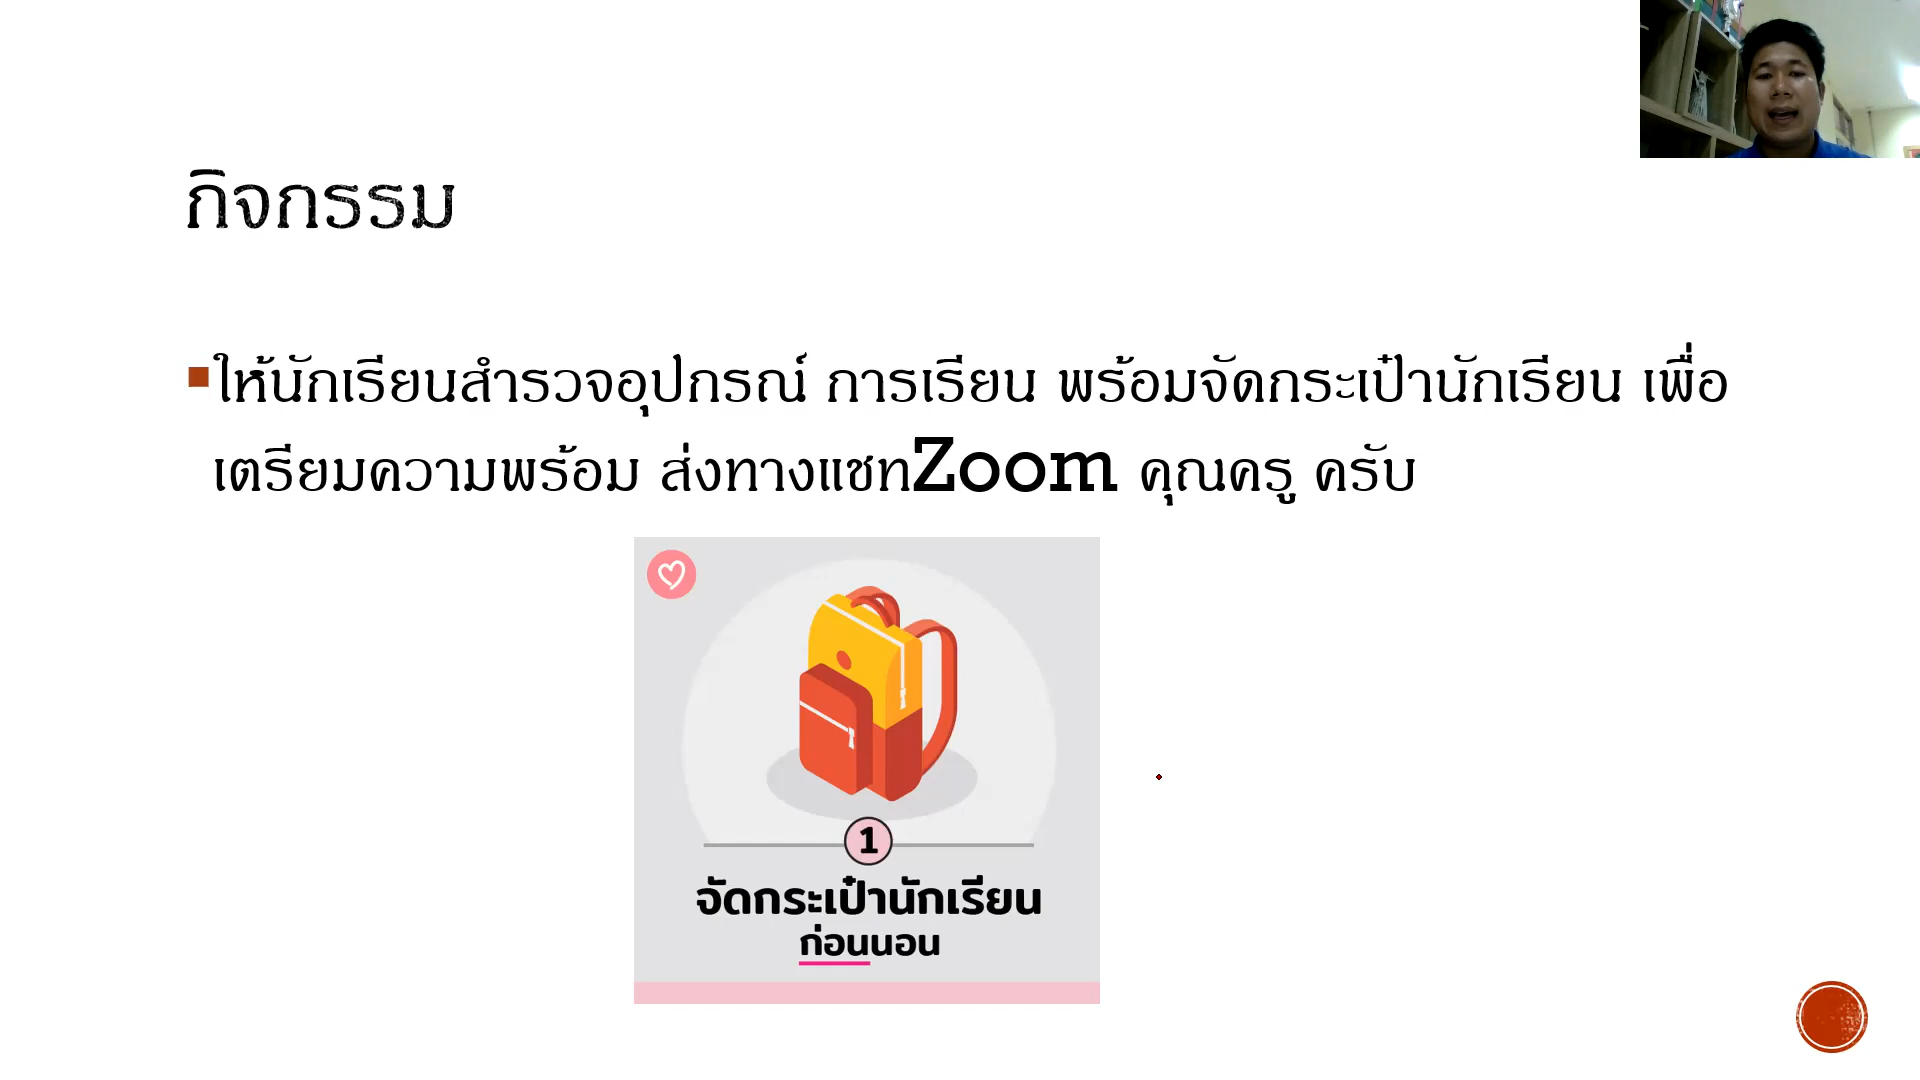 กิจกรรม
ให้นักเรียนสำรวจอุปกรณ์ การเรียน พร้อมจัดกระเป๋านักเรียน เพื่อ
เตรียมความพร้อม ส่งทางแชทZoom คุณครู ครับ
1
จัดกระเป๋านักเรียน
ก่อนนอน